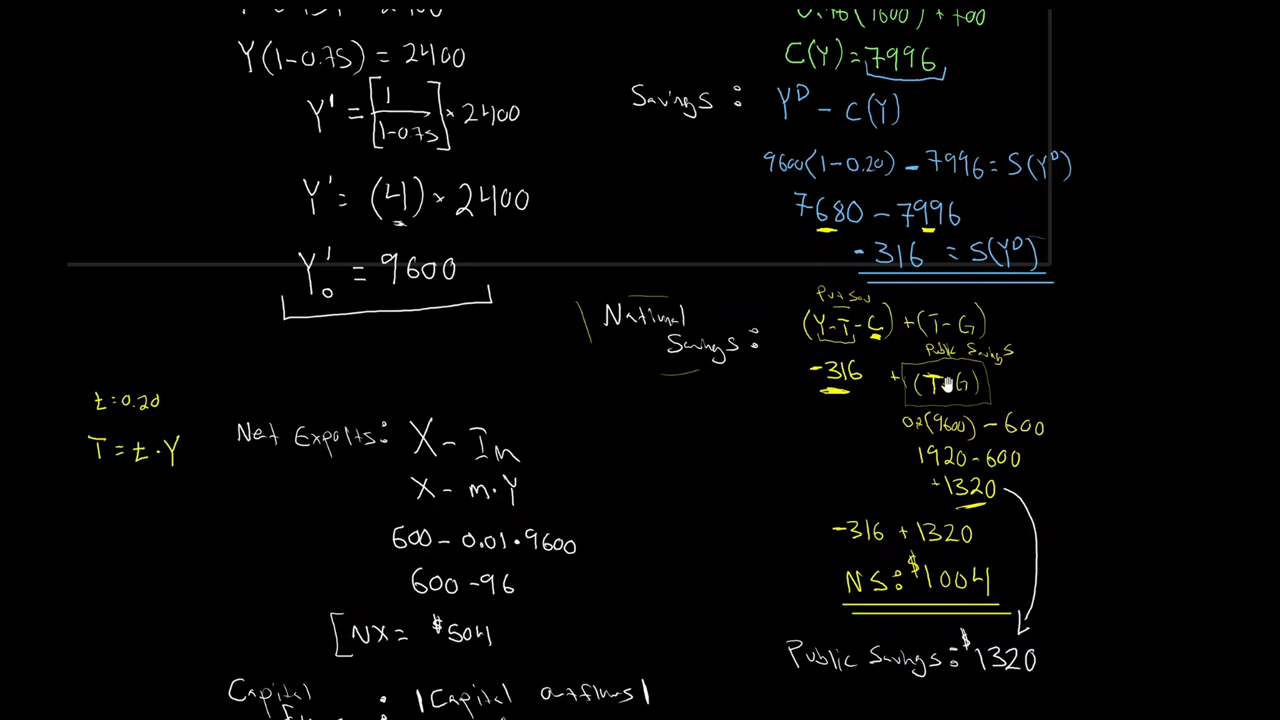 Y(1-0.75) = 2400
Y' = [1/(1-0.75)] × 2400
Y' = (4) × 2400
Y'₀ = 9600
t = 0.20
T = t · Y
Net Exports: X - Im
X - m · Y
600 - 0.01 · 9600
600 - 96
[NX = $504
Capital : |Capital outflows|
C(Y) = 7996
Savings : Yᴰ - C(Y)
9600(1-0.20) - 7996 = S(Yᴰ)
7680 - 7996
-316 = S(Yᴰ)
National Savings : (Y-T-C) + (T-G)
Public Savings
-316 + (T-G)
0.2(9600) - 600
1920 - 600
+1320
-316 + 1320
NS: $1004
Public Savings: $1320